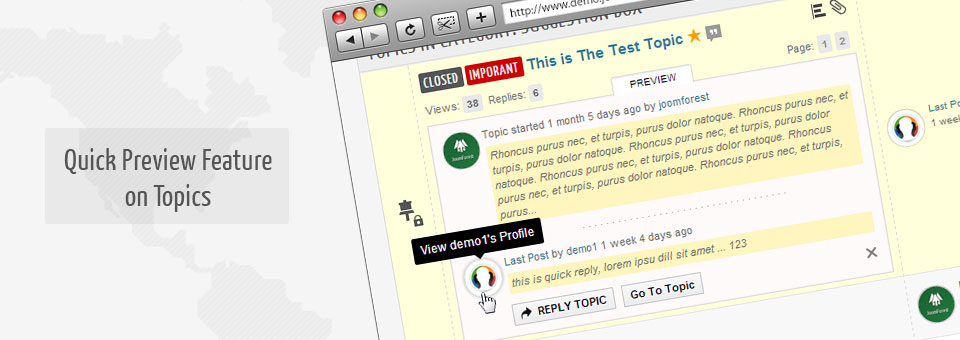 Quick Preview Feature
on Topics
http://www.demo.jo
TOPICS IN CATEGORY: SUGGESTION BOX
CLOSED IMPORANT This is The Test Topic
Views: 38 Replies: 6
Page: 1 2
PREVIEW
Topic started 1 month 5 days ago by joomforest
Rhoncus purus nec, et turpis, purus dolor natoque. Rhoncus purus nec, et
turpis, purus dolor natoque. Rhoncus purus nec, et turpis, purus dolor
natoque. Rhoncus purus nec, et turpis, purus dolor natoque. Rhoncus
purus nec, et turpis, purus dolor natoque. Rhoncus purus nec, et turpis,
purus...
View demo1's Profile
Last Post by demo1 1 week 4 days ago
this is quick reply, lorem ipsu dill sit amet ... 123
REPLY TOPIC Go To Topic
Last Po
1 week
JoomForest
JoomForest